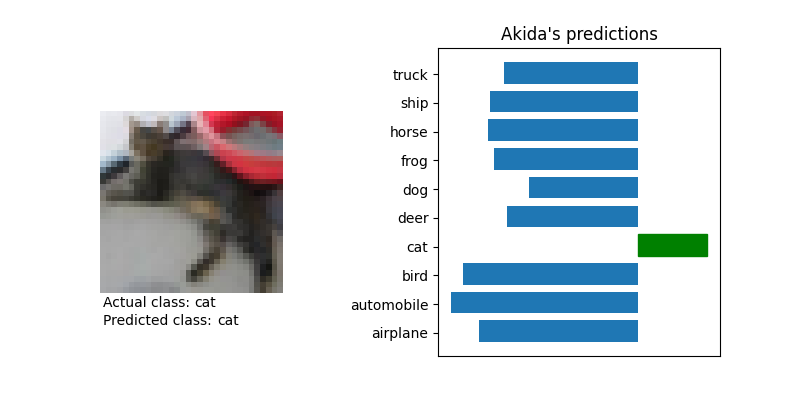 Akida's predictions
truck
ship
horse
frog
dog
deer
cat
bird
automobile
airplane
Actual class: cat
Predicted class: cat